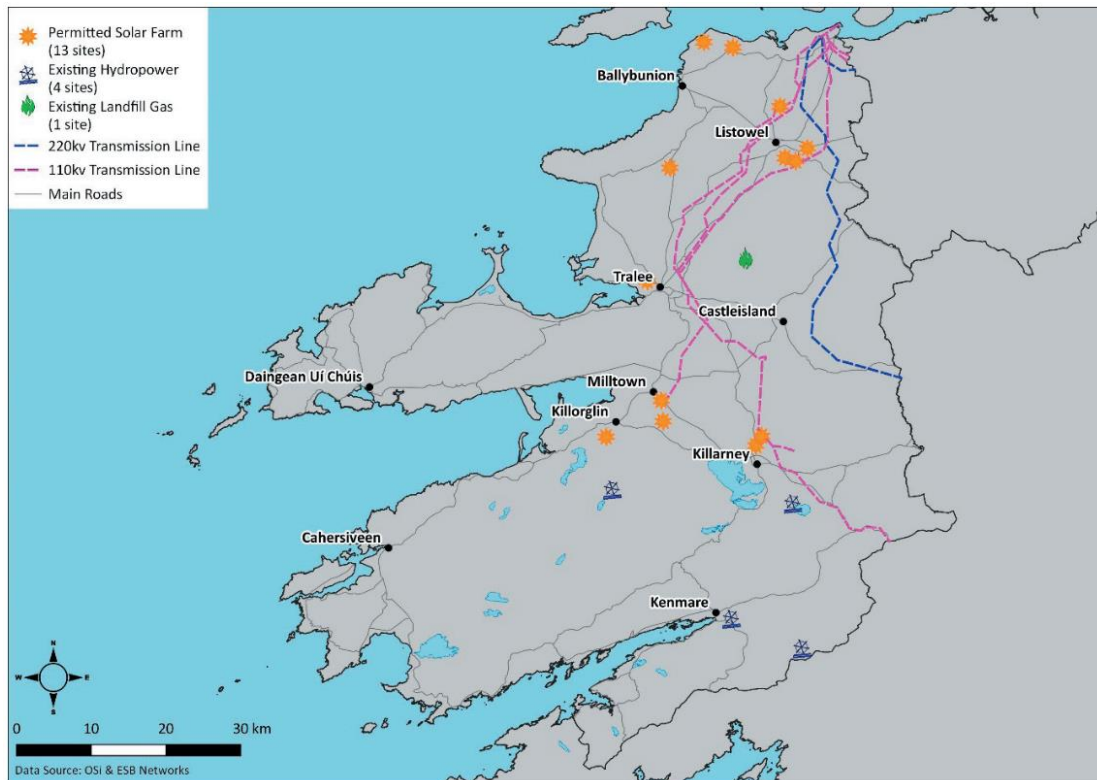 Permitted Solar Farm
(13 sites)
Existing Hydropower
(4 sites)
Existing Landfill Gas
(1 site)
220kv Transmission Line
110kv Transmission Line
Main Roads
Ballybunion
Listowel
Tralee
Castleisland
Daingean Uí Chúis
Milltown
Killorglin
Killarney
Cahersiveen
Kenmare
N
W E
S
0 10 20 30 km
Data Source: OSi & ESB Networks